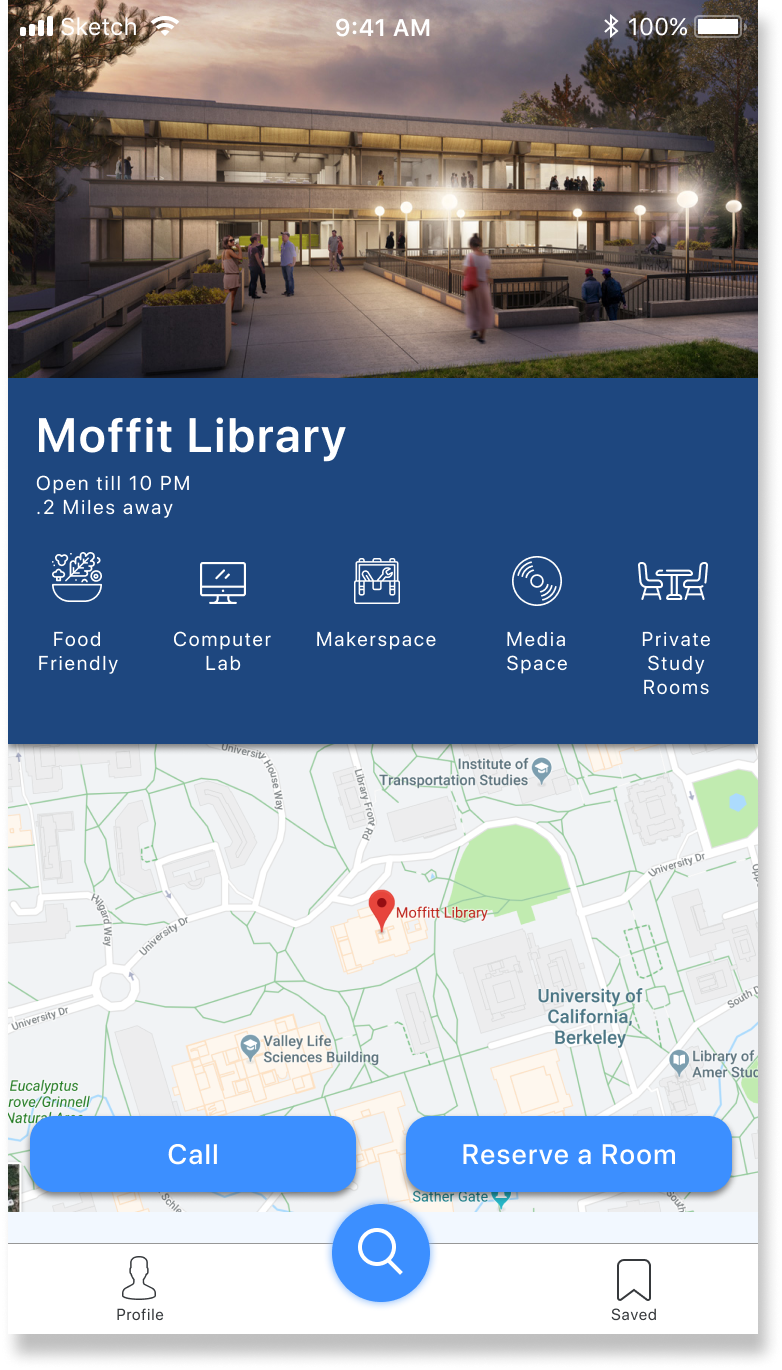 Sketch 9:41 AM 100%
Moffit Library
Open till 10 PM
.2 Miles away
Food
Friendly
Computer
Lab
Makerspace
Media
Space
Private
Study
Rooms
University House Way
Library Front Rd
Institute of
Transportation Studies
University Dr
Hilgard Way
University Dr
Moffitt Library
University Dr
University of
California,
Berkeley
South D
Valley Life
Sciences Building
Library of
Amer Stud
Eucalyptus
rove/Grinnell
Natural Area
Call
Reserve a Room
Sather Gate
Profile
Saved